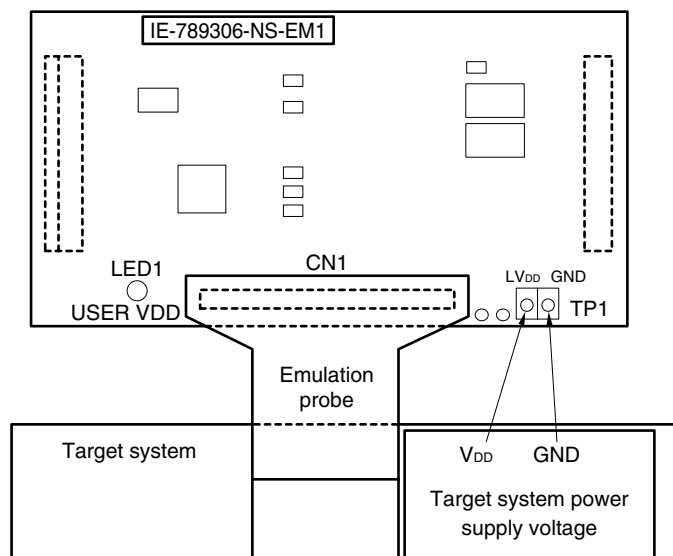 IE-789306-NS-EM1
LED1
USER VDD
CN1
LVDD GND
TP1
Emulation
probe
Target system
VDD GND
Target system power
supply voltage